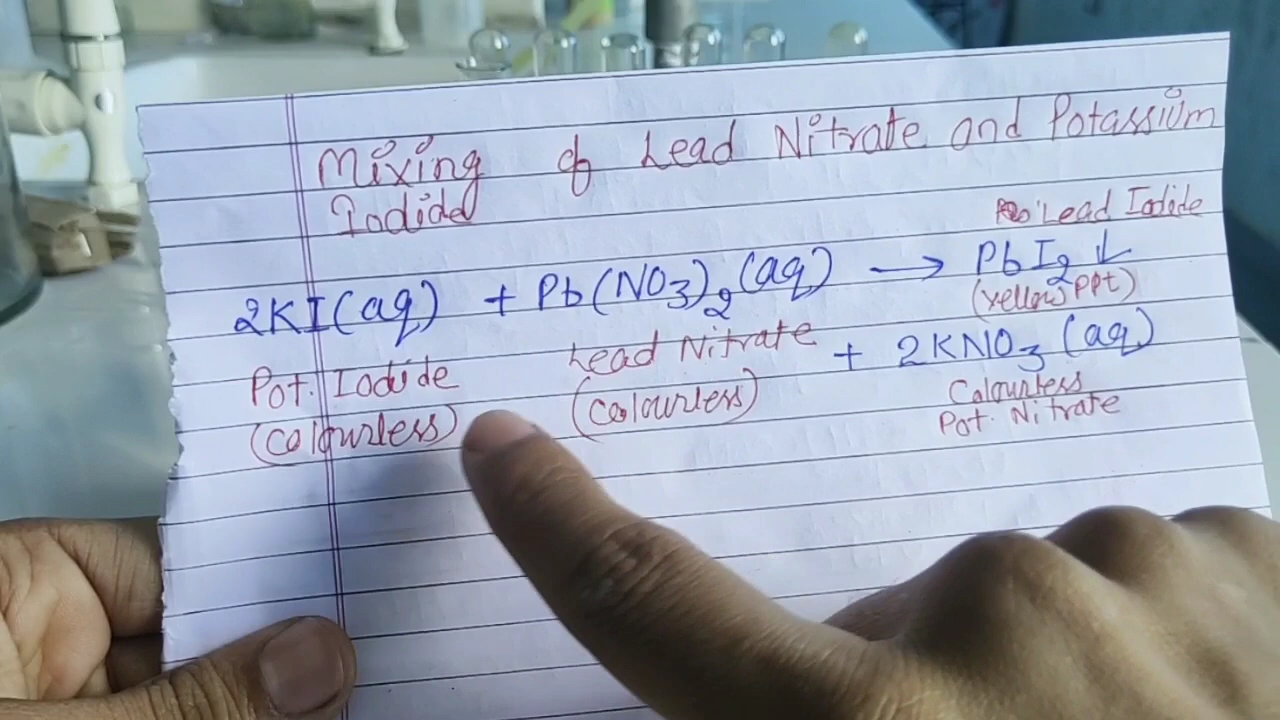 Mixing of Lead Nitrate and Potassium
Iodide
Lead Iodide
2KI(aq) + Pb(NO3)2(aq) → PbI2↓
(yellow PPt)
+ 2KNO3 (aq)
Pot. Iodide Lead Nitrate
(Colourless) (Colourless)
Colourless
Pot. Nitrate